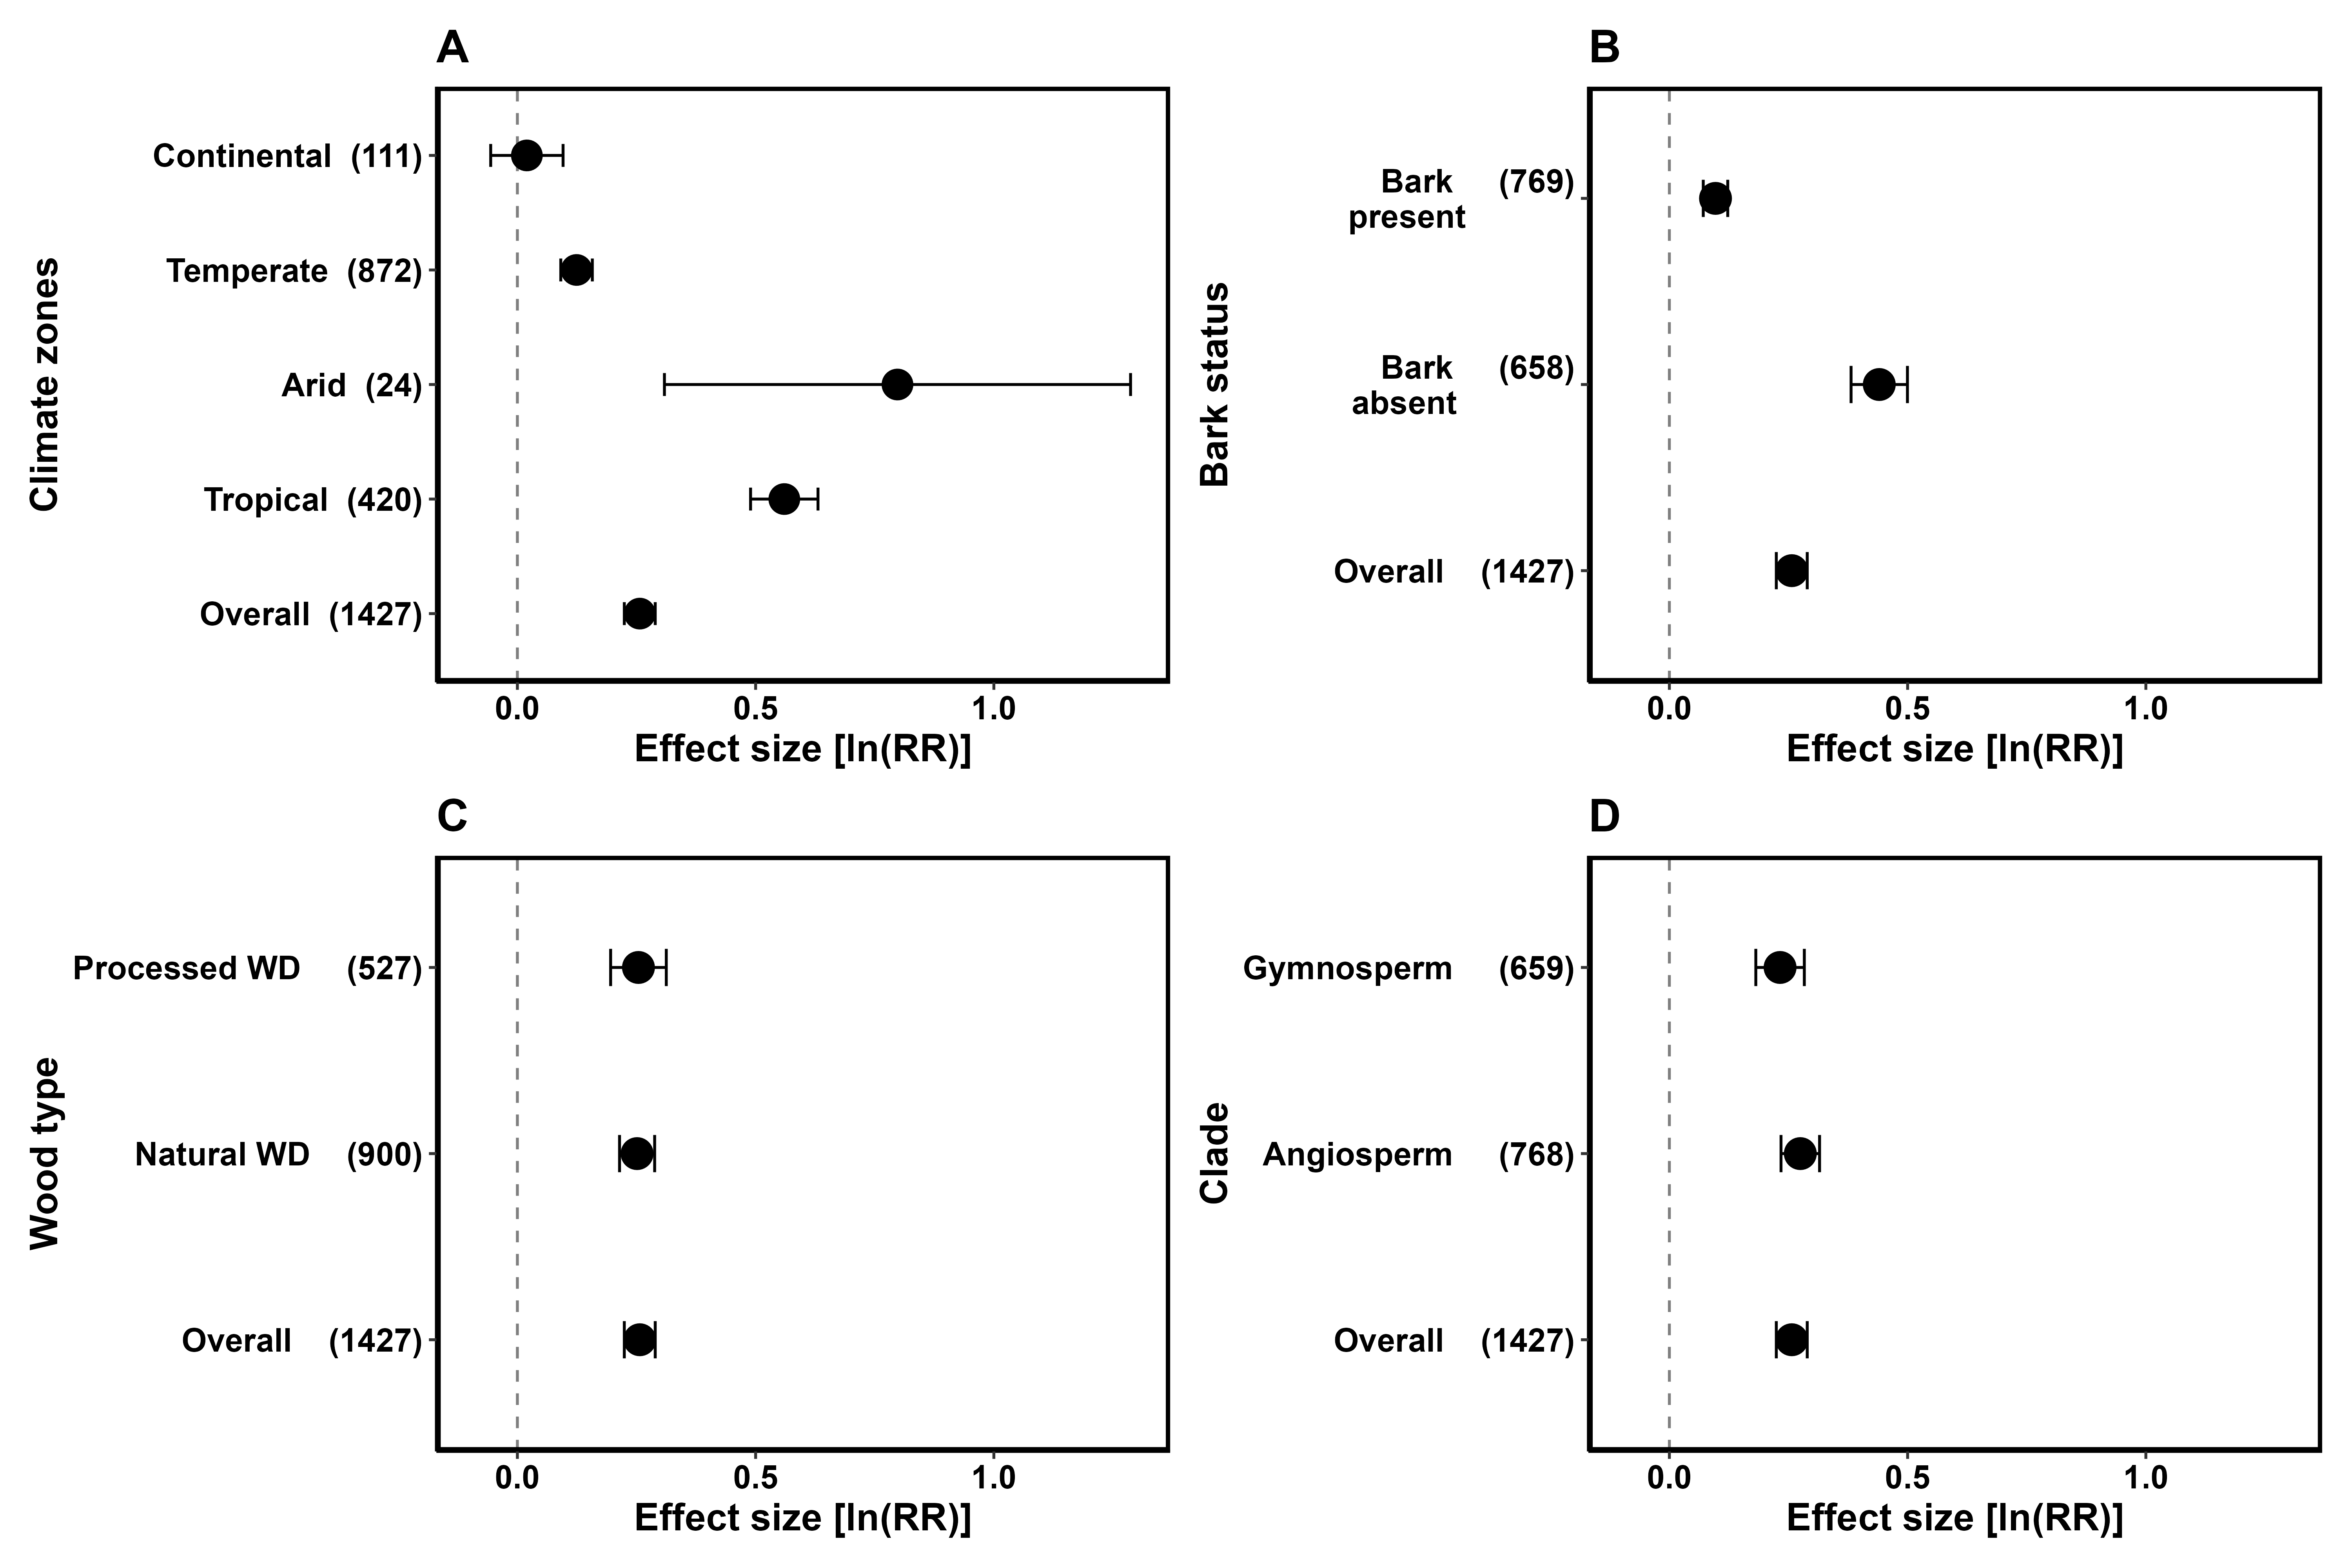 A
Climate zones
Continental (111)
Temperate (872)
Arid (24)
Tropical (420)
Overall (1427)
0.0 0.5 1.0
Effect size [ln(RR)]
B
Bark status
Bark (769)
present
Bark (658)
absent
Overall (1427)
0.0 0.5 1.0
Effect size [ln(RR)]
C
Wood type
Processed WD (527)
Natural WD (900)
Overall (1427)
0.0 0.5 1.0
Effect size [ln(RR)]
D
Clade
Gymnosperm (659)
Angiosperm (768)
Overall (1427)
0.0 0.5 1.0
Effect size [ln(RR)]